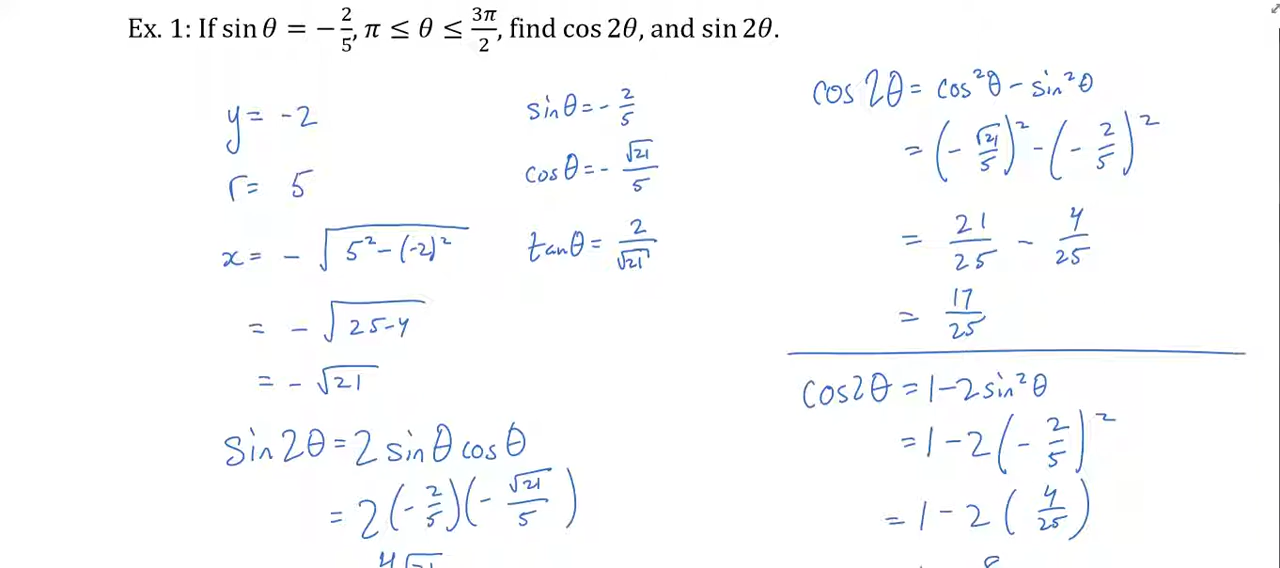 Ex. 1: If sin θ = −2/5, π ≤ θ ≤ 3π/2, find cos 2θ, and sin 2θ.
y = -2
r = 5
x = - √(5² - (-2)²)
= - √(25-4)
= - √21
sin θ = - 2/5
cos θ = - √21/5
tan θ = 2/√21
sin 2θ = 2 sin θ cos θ
= 2 (- 2/5)(- √21/5)
cos 2θ = cos²θ - sin²θ
= (- √21/5)² - (- 2/5)²
= 21/25 - 4/25
= 17/25
cos 2θ = 1 - 2 sin²θ
= 1 - 2 (- 2/5)²
= 1 - 2 (4/25)